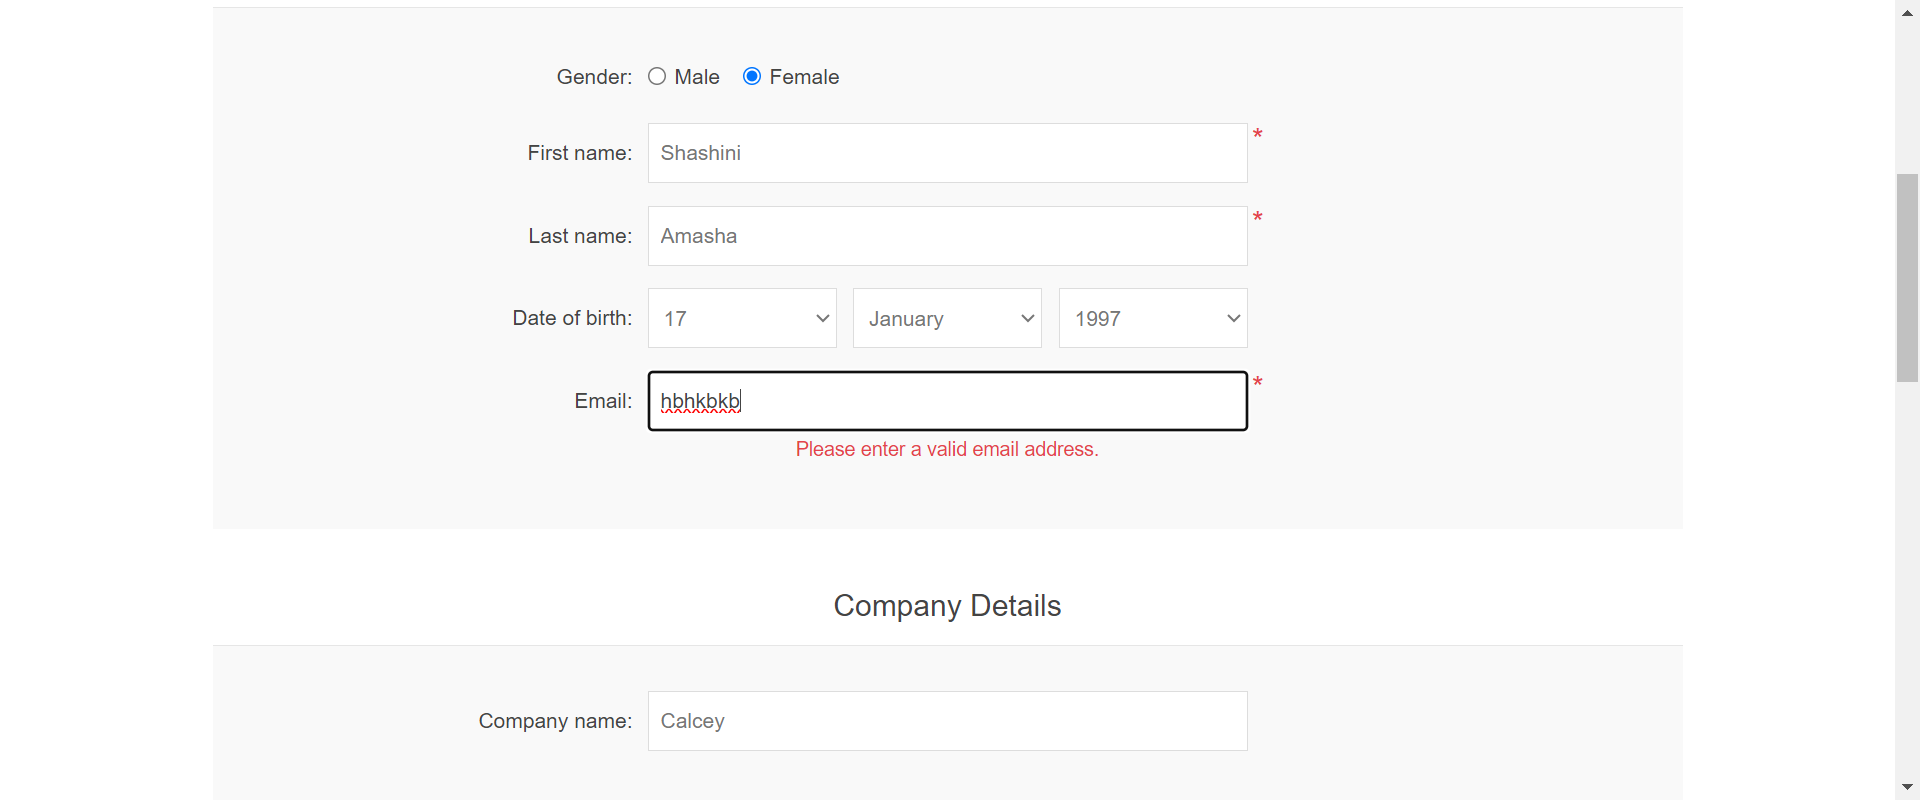 Gender: Male Female
First name: Shashini *
Last name: Amasha *
Date of birth: 17 January 1997
Email: hbhkbkb *
Please enter a valid email address.
Company Details
Company name: Calcey